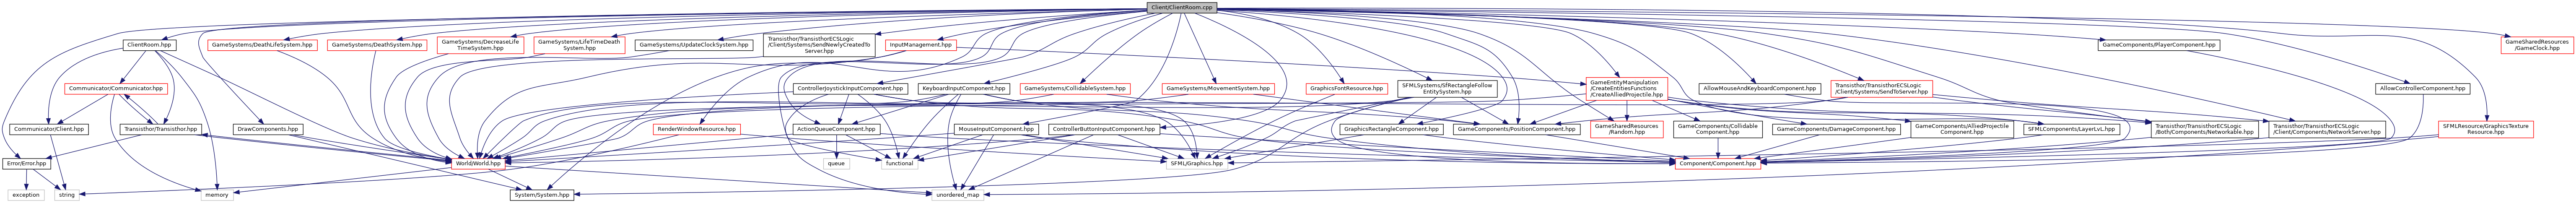 Client/ClientRoom.cpp
ClientRoom.hpp
GameSystems/DeathLifeSystem.hpp
GameSystems/DeathSystem.hpp
GameSystems/DecreaseLife
TimeSystem.hpp
GameSystems/LifeTimeDeath
System.hpp
GameSystems/UpdateClockSystem.hpp
Transisthor/TransisthorECSLogic
/Client/Systems/SendNewlyCreatedTo
Server.hpp
InputManagement.hpp
GameComponents/PlayerComponent.hpp
GameSharedResources
/GameClock.hpp
Communicator/Communicator.hpp
ControllerJoystickInputComponent.hpp
KeyboardInputComponent.hpp
GameSystems/CollidableSystem.hpp
GameSystems/MovementSystem.hpp
GraphicsFontResource.hpp
SFMLSystems/SfRectangleFollow
EntitySystem.hpp
GameEntityManipulation
/CreateEntitiesFunctions
/CreateAlliedProjectile.hpp
AllowMouseAndKeyboardComponent.hpp
Transisthor/TransisthorECSLogic
/Client/Systems/SendToServer.hpp
AllowControllerComponent.hpp
Communicator/Client.hpp
Transisthor/Transisthor.hpp
DrawComponents.hpp
RenderWindowResource.hpp
ActionQueueComponent.hpp
MouseInputComponent.hpp
ControllerButtonInputComponent.hpp
GraphicsRectangleComponent.hpp
GameComponents/PositionComponent.hpp
GameSharedResources
/Random.hpp
GameComponents/Collidable
Component.hpp
GameComponents/DamageComponent.hpp
GameComponents/AlliedProjectile
Component.hpp
SFMLComponents/LayerLvL.hpp
Transisthor/TransisthorECSLogic
/Both/Components/Networkable.hpp
Transisthor/TransisthorECSLogic
/Client/Components/NetworkServer.hpp
SFMLResource/GraphicsTexture
Resource.hpp
Error/Error.hpp
World/World.hpp
queue
functional
SFML/Graphics.hpp
Component/Component.hpp
exception
string
memory
System/System.hpp
unordered_map